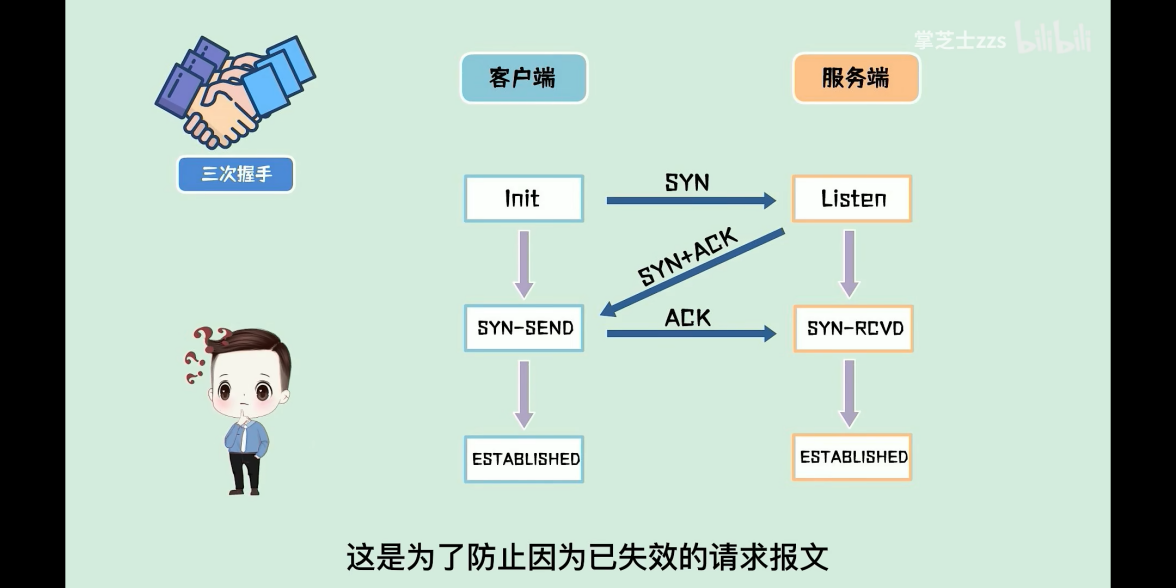 掌芝士zzs bilibili
客户端
服务端
三次握手
SYN
Init
Listen
SYN+ACK
ACK
SYN-SEND
SYN-RCVD
ESTABLISHED
ESTABLISHED
这是为了防止因为已失效的请求报文